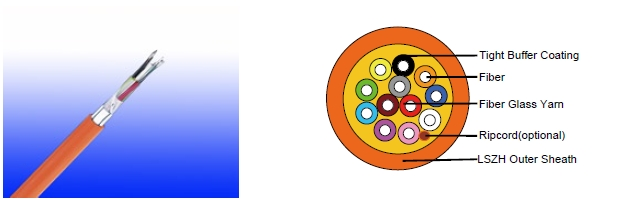 Tight Buffer Coating
Fiber
Fiber Glass Yarn
Ripcord(optional)
LSZH Outer Sheath